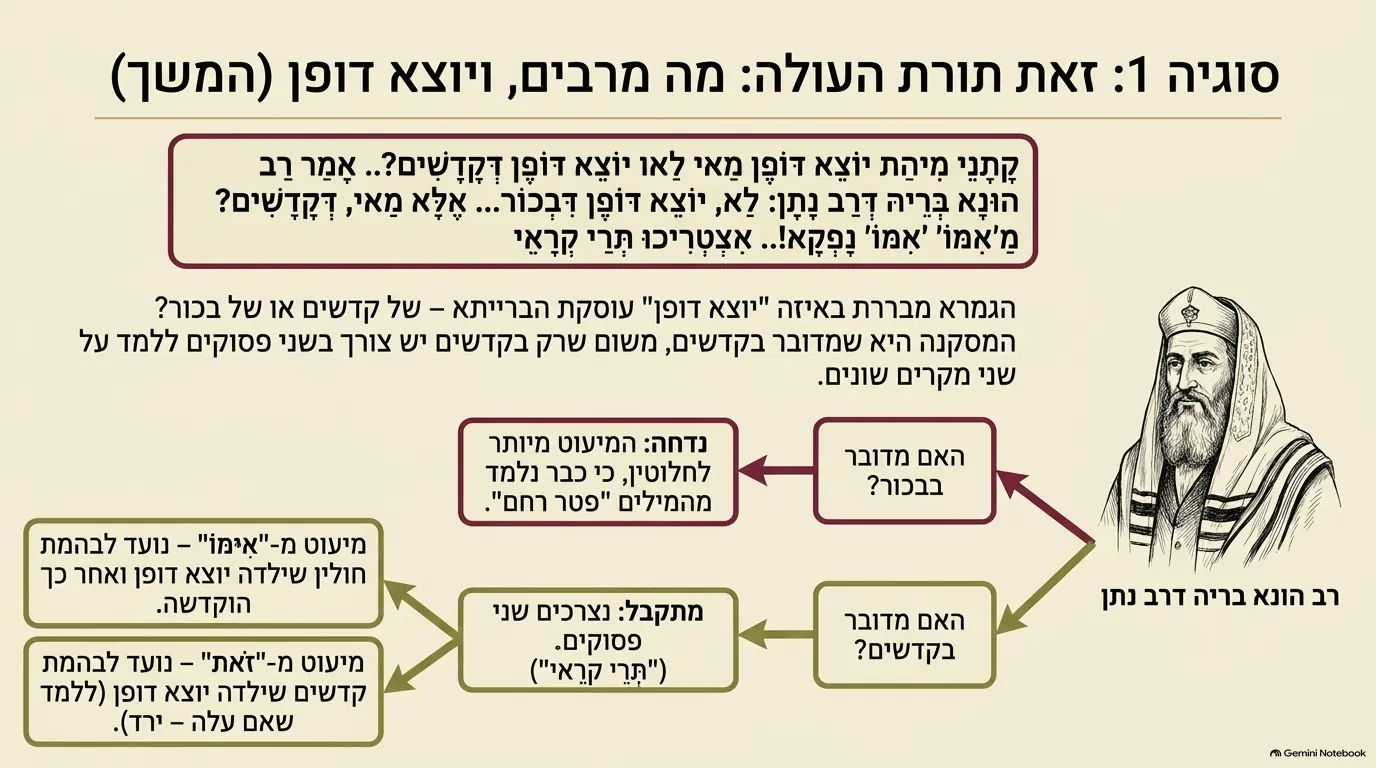 סוגיה 1: זאת תורת העולה: מה מרבים, ויוצא דופן (המשך)
קָתָנֵי מִיהַת יוֹצֵא דּוֹפֶן מַאי לַאו יוֹצֵא דּוֹפֶן דְּקָדָשִׁים?.. אָמַר רַב
הוּנָא בְּרֵיהּ דְּרַב נָתָן: לַא, יוֹצֵא דּוֹפֶן דִּבְכוֹר... אֶלָּא מַאי, דְּקָדָשִׁים?
מַ'אִמּוֹ' 'אִמּוֹ' נָפְקָא!.. אִצְטְרִיכוּ תְּרֵי קְרָאֵי
הגמרא מבררת באיזה "יוצא דופן" עוסקת הברייתא – של קדשים או של בכור?
המסקנה היא שמדובר בקדשים, משום שרק בקדשים יש צורך בשני פסוקים ללמד על
שני מקרים שונים.
האם מדובר
בבכור?
נדחה: המיעוט מיותר
לחלוטין, כי כבר נלמד
מהמילים "פטר רחם".
רב הונא בריה דרב נתן
האם מדובר
בקדשים?
מתקבל: נצרכים שני
פסוקים.
("תְּרֵי קְרֵאי")
מיעוט מ-"אִימּוֹ" – נועד לבהמת
חולין שילדה יוצא דופן ואחר כך
הוקדשה.
מיעוט מ-"זֹאת" – נועד לבהמת
קדשים שילדה יוצא דופן (ללמד
שאם עלה – ירד).
Gemini Notebook